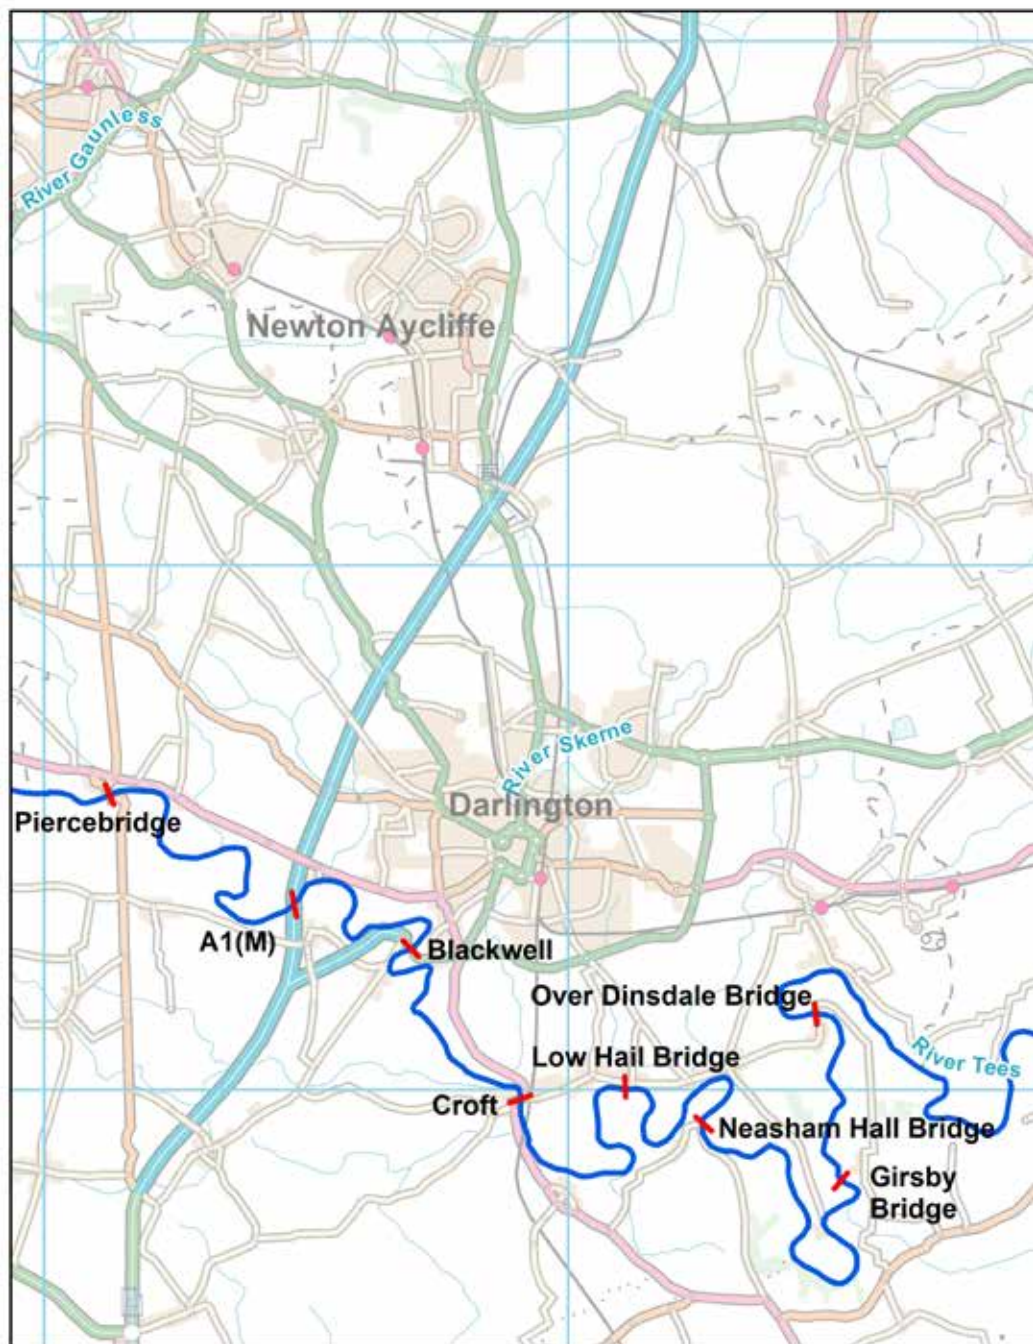 River Gaunless
Newton Aycliffe
River Skerne
Darlington
Piercebridge
A1(M)
Blackwell
Over Dinsdale Bridge
River Tees
Low Hail Bridge
Croft
Neasham Hall Bridge
Girsby
Bridge